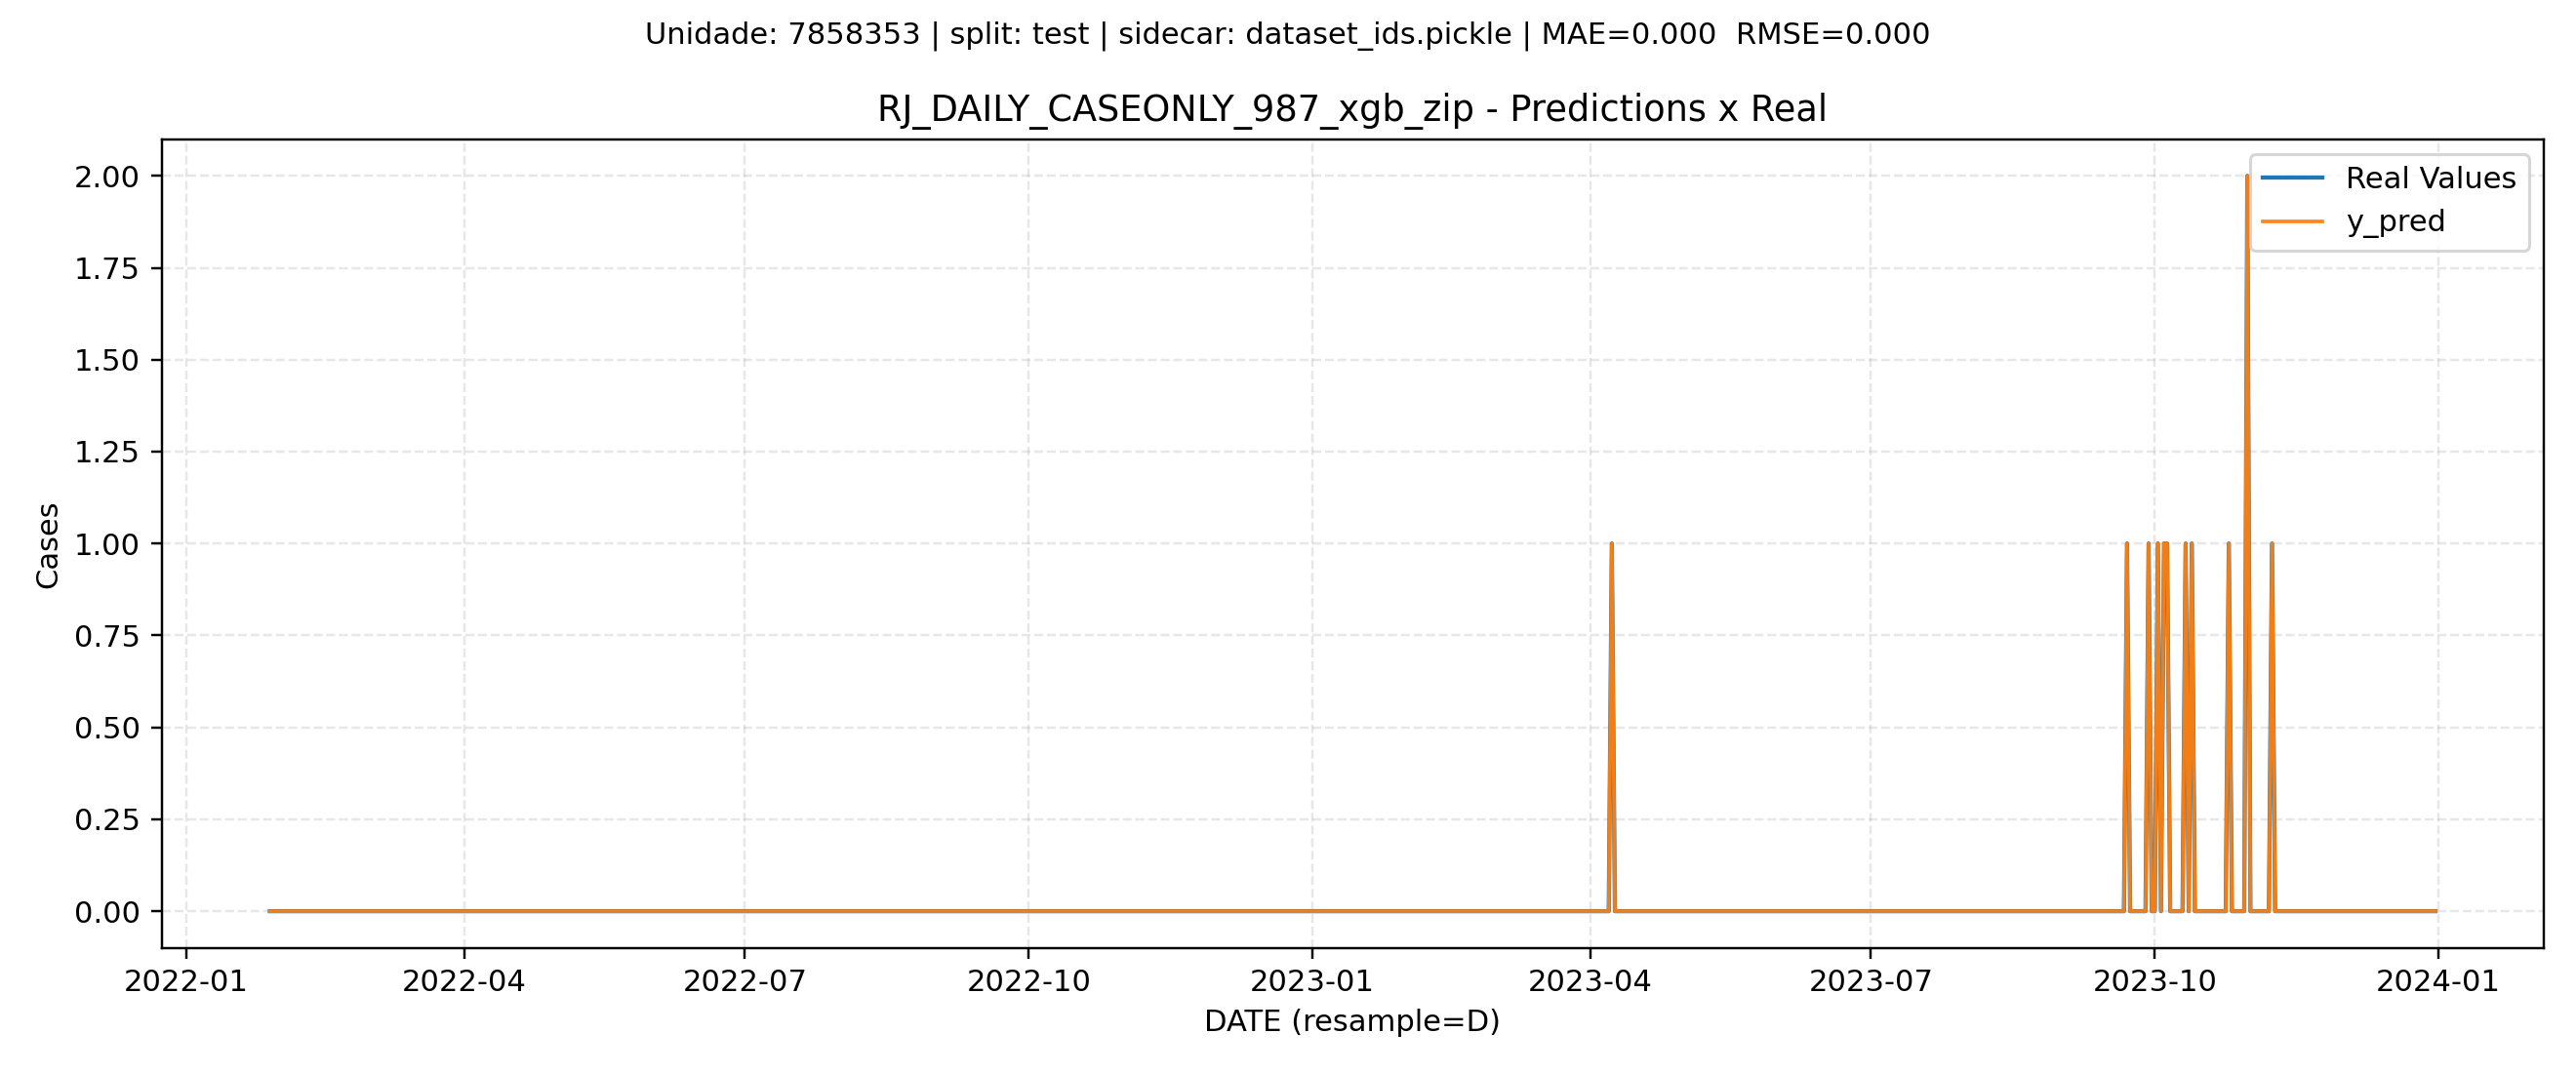 Unidade: 7858353 | split: test | sidecar: dataset_ids.pickle | MAE=0.000  RMSE=0.000
RJ_DAILY_CASEONLY_987_xgb_zip - Predictions x Real
Real Values
y_pred
2.00
1.75
1.50
1.25
1.00
0.75
0.50
0.25
0.00
Cases
2022-01 2022-04 2022-07 2022-10 2023-01 2023-04 2023-07 2023-10 2024-01
DATE (resample=D)